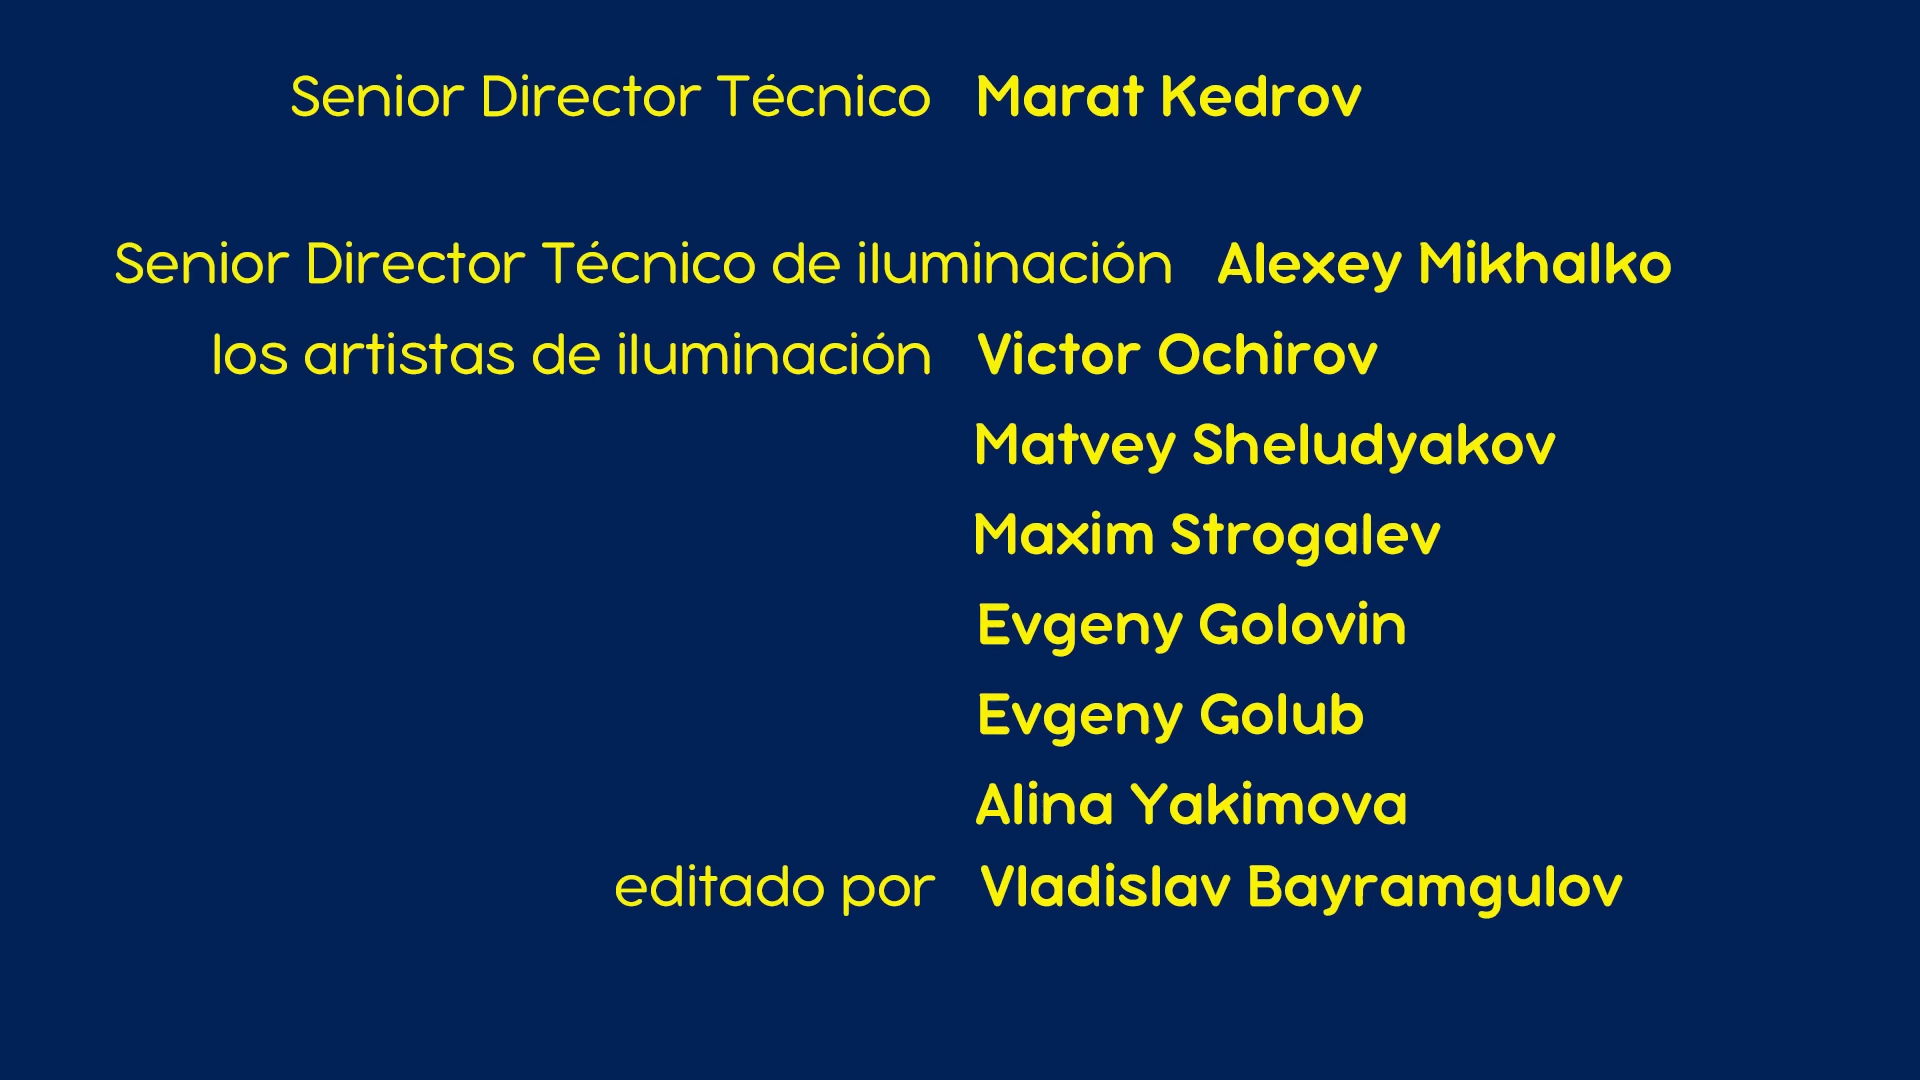 Senior Director Técnico Marat Kedrov
Senior Director Técnico de iluminación Alexey Mikhalko
los artistas de iluminación Victor Ochirov
Matvey Sheludyakov
Maxim Strogalev
Evgeny Golovin
Evgeny Golub
Alina Yakimova
editado por Vladislav Bayramgulov